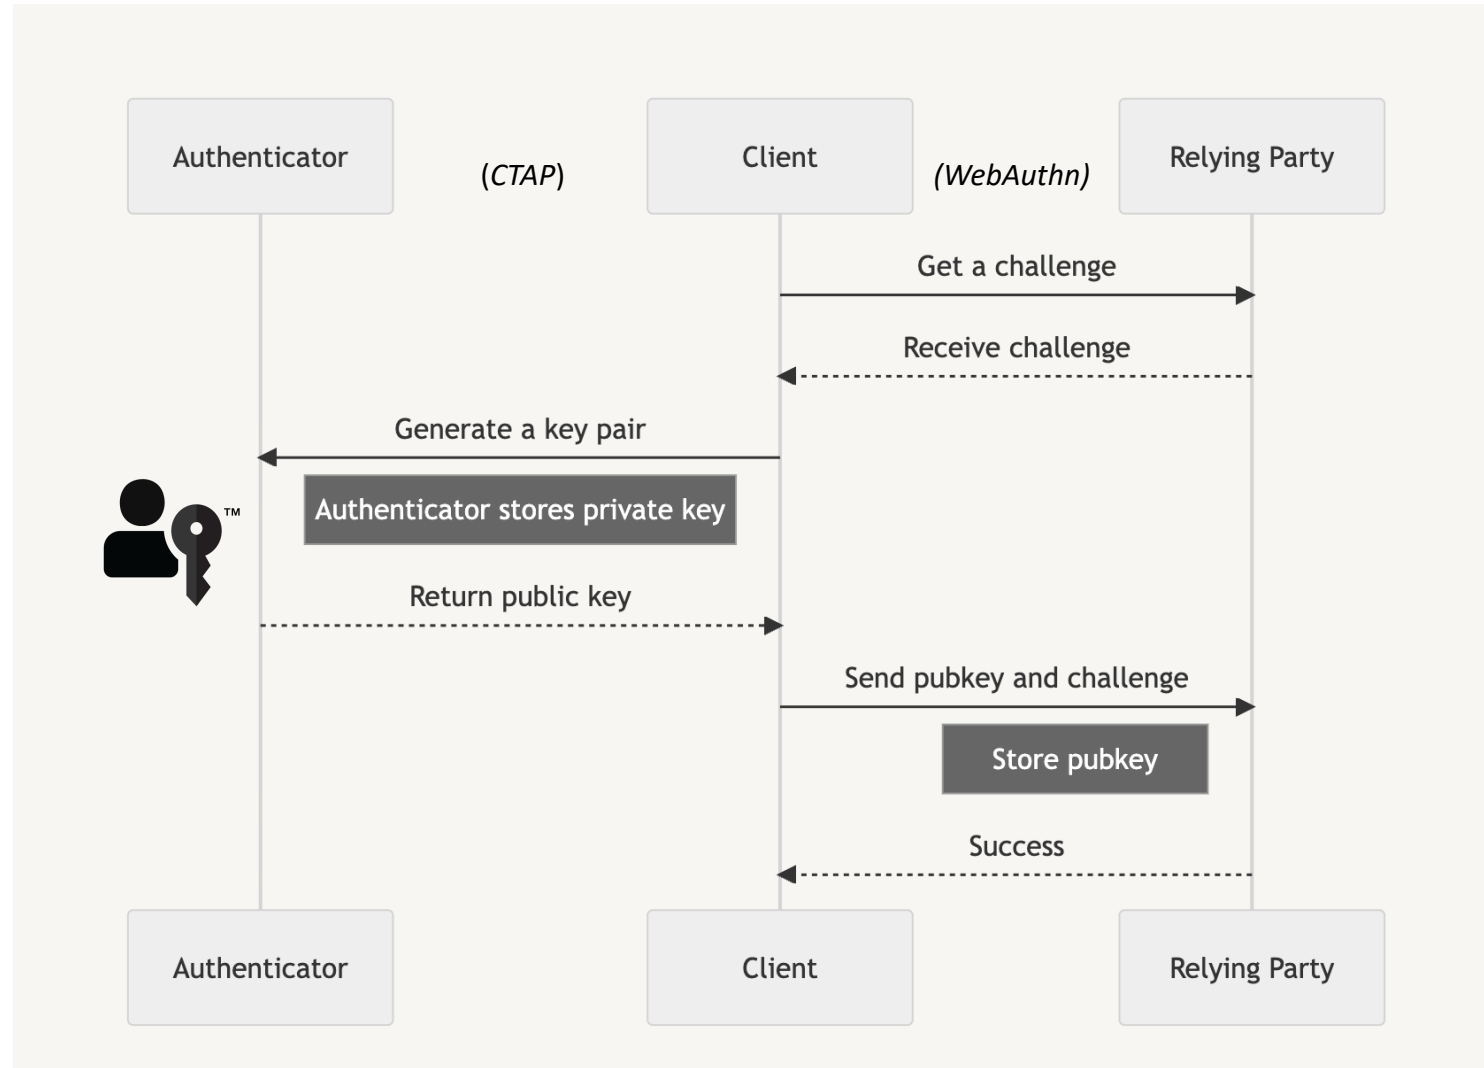 Authenticator
(CTAP)
Client
(WebAuthn)
Relying Party
Get a challenge
Receive challenge
Generate a key pair
Authenticator stores private key
TM
Return public key
Send pubkey and challenge
Store pubkey
Success
Authenticator
Client
Relying Party